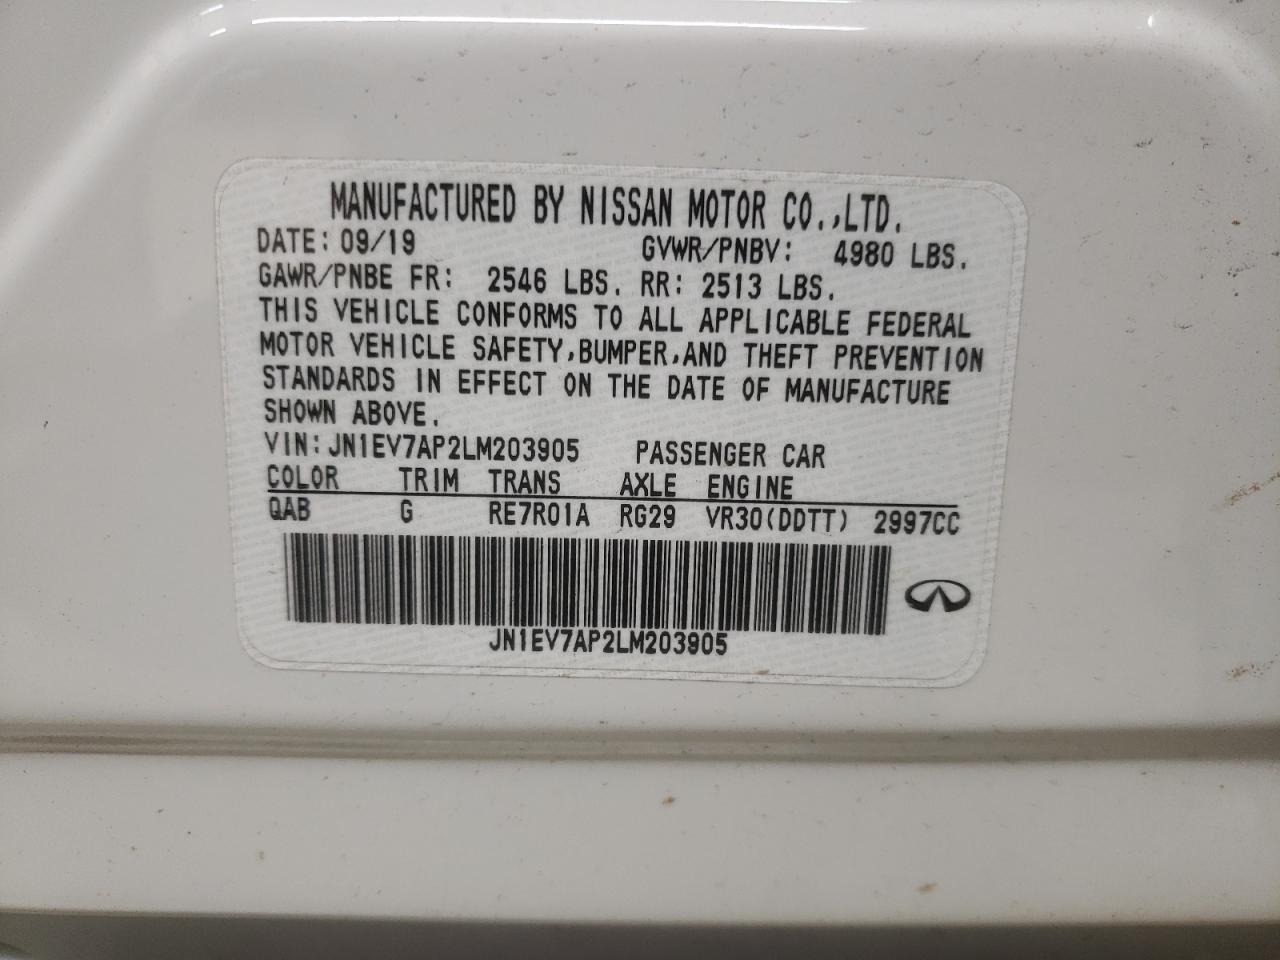 MANUFACTURED BY NISSAN MOTOR CO.,LTD.
DATE: 09/19 GVWR/PNBV: 4980 LBS.
GAWR/PNBE FR: 2546 LBS. RR: 2513 LBS.
THIS VEHICLE CONFORMS TO ALL APPLICABLE FEDERAL
MOTOR VEHICLE SAFETY,BUMPER,AND THEFT PREVENTION
STANDARDS IN EFFECT ON THE DATE OF MANUFACTURE
SHOWN ABOVE.
VIN:JN1EV7AP2LM203905 PASSENGER CAR
COLOR TRIM TRANS AXLE ENGINE
QAB G RE7R01A RG29 VR30(DDTT) 2997CC
JN1EV7AP2LM203905